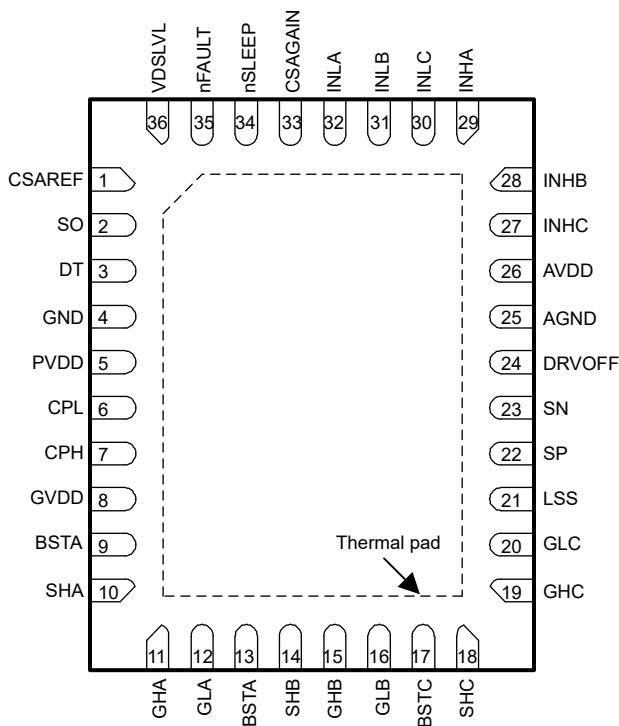 VDSLVL
nFAULT
nSLEEP
CSAGAIN
INLA
INLB
INLC
INHA
36 35 34 33 32 31 30 29
CSAREF 1 28 INHB
SO 2 27 INHC
DT 3 26 AVDD
GND 4 25 AGND
PVDD 5 24 DRVOFF
CPL 6 23 SN
CPH 7 22 SP
GVDD 8 21 LSS
BSTA 9 20 GLC
SHA 10 19 GHC
Thermal pad
11 12 13 14 15 16 17 18
GHA
GLA
BSTA
SHB
GHB
GLB
BSTC
SHC